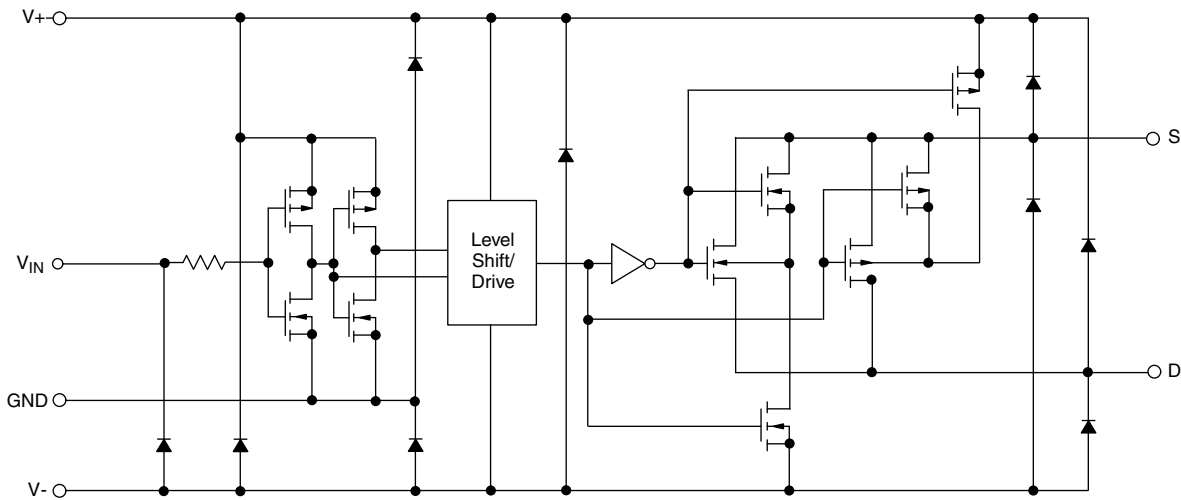 V+
S
Level
Shift/
Drive
VIN
D
GND
V-